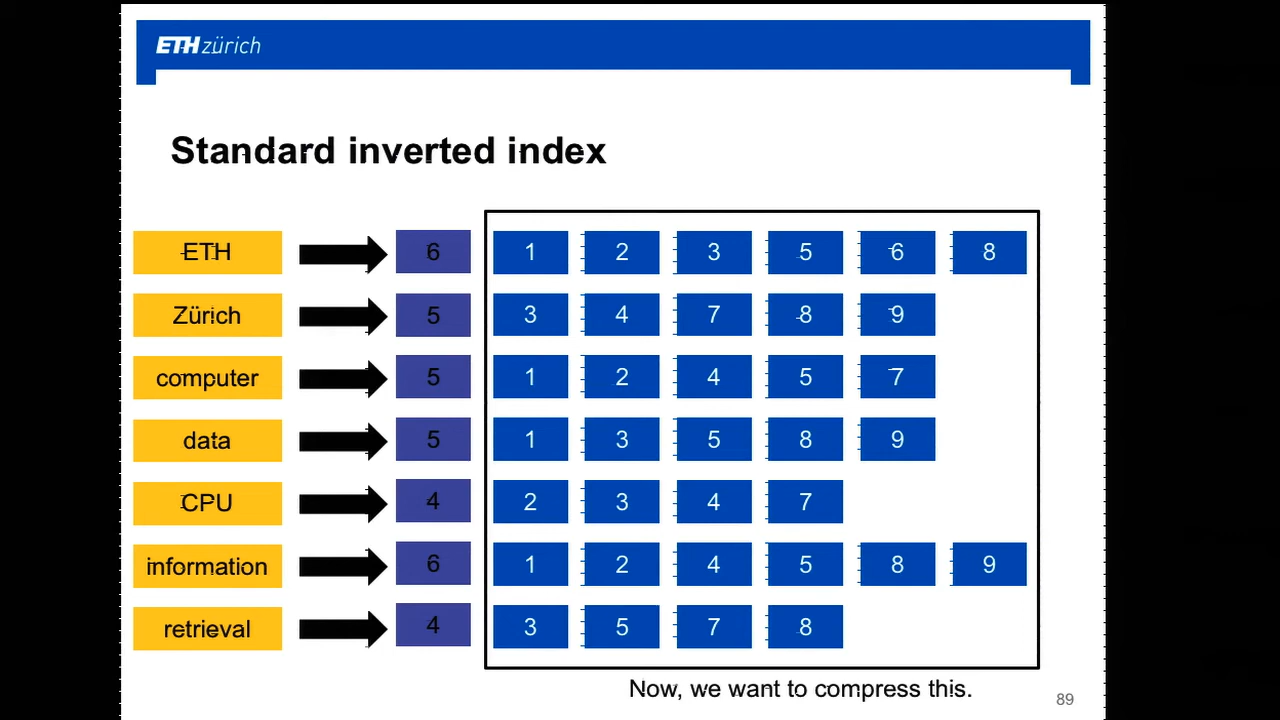 ETH zürich
Standard inverted index
ETH 6 1 2 3 5 6 8
Zürich 5 3 4 7 8 9
computer 5 1 2 4 5 7
data 5 1 3 5 8 9
CPU 4 2 3 4 7
information 6 1 2 4 5 8 9
retrieval 4 3 5 7 8
Now, we want to compress this.
89